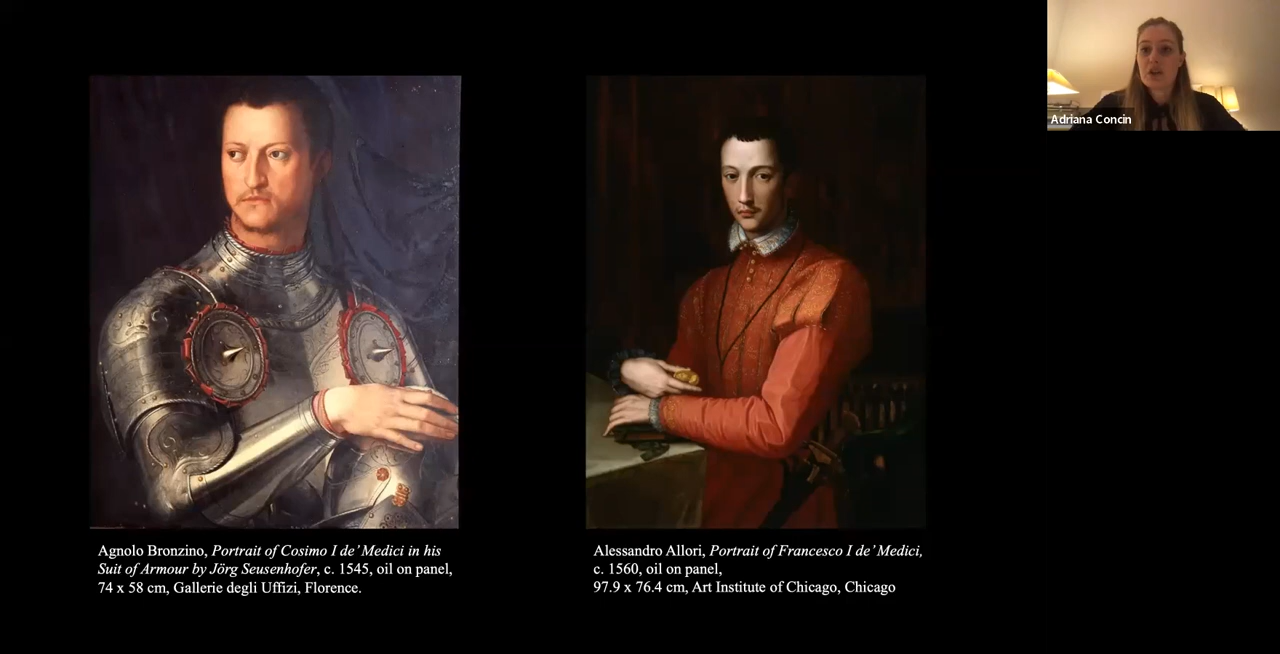 Adriana Concin
Agnolo Bronzino, Portrait of Cosimo I de’ Medici in his
Suit of Armour by Jörg Seusenhofer, c. 1545, oil on panel,
74 x 58 cm, Gallerie degli Uffizi, Florence.
Alessandro Allori, Portrait of Francesco I de’ Medici,
c. 1560, oil on panel,
97.9 x 76.4 cm, Art Institute of Chicago, Chicago